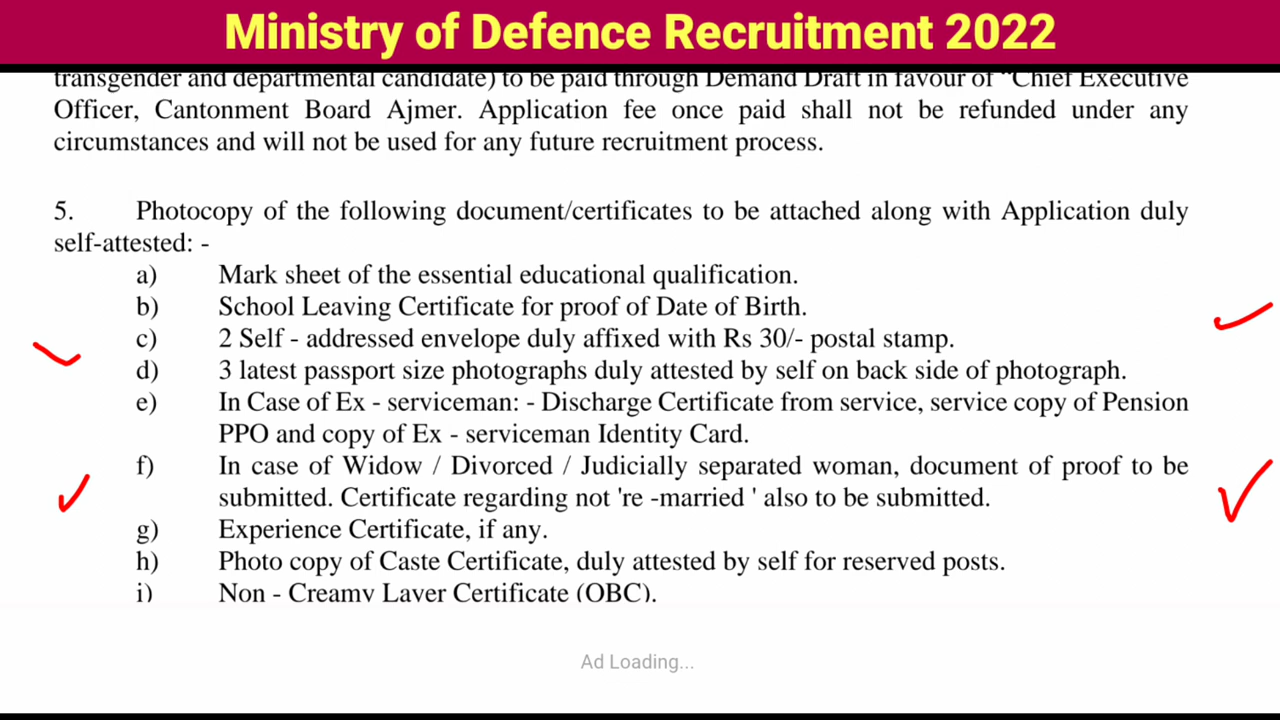 Ministry of Defence Recruitment 2022
transgender and departmental candidate) to be paid through Demand Draft in favour of "Chief Executive
Officer, Cantonment Board Ajmer. Application fee once paid shall not be refunded under any
circumstances and will not be used for any future recruitment process.
5. Photocopy of the following document/certificates to be attached along with Application duly
self-attested: -
a) Mark sheet of the essential educational qualification.
b) School Leaving Certificate for proof of Date of Birth.
c) 2 Self - addressed envelope duly affixed with Rs 30/- postal stamp.
d) 3 latest passport size photographs duly attested by self on back side of photograph.
e) In Case of Ex - serviceman: - Discharge Certificate from service, service copy of Pension
PPO and copy of Ex - serviceman Identity Card.
f) In case of Widow / Divorced / Judicially separated woman, document of proof to be
submitted. Certificate regarding not 're -married ' also to be submitted.
g) Experience Certificate, if any.
h) Photo copy of Caste Certificate, duly attested by self for reserved posts.
i) Non - Creamy Layer Certificate (OBC).
Ad Loading...